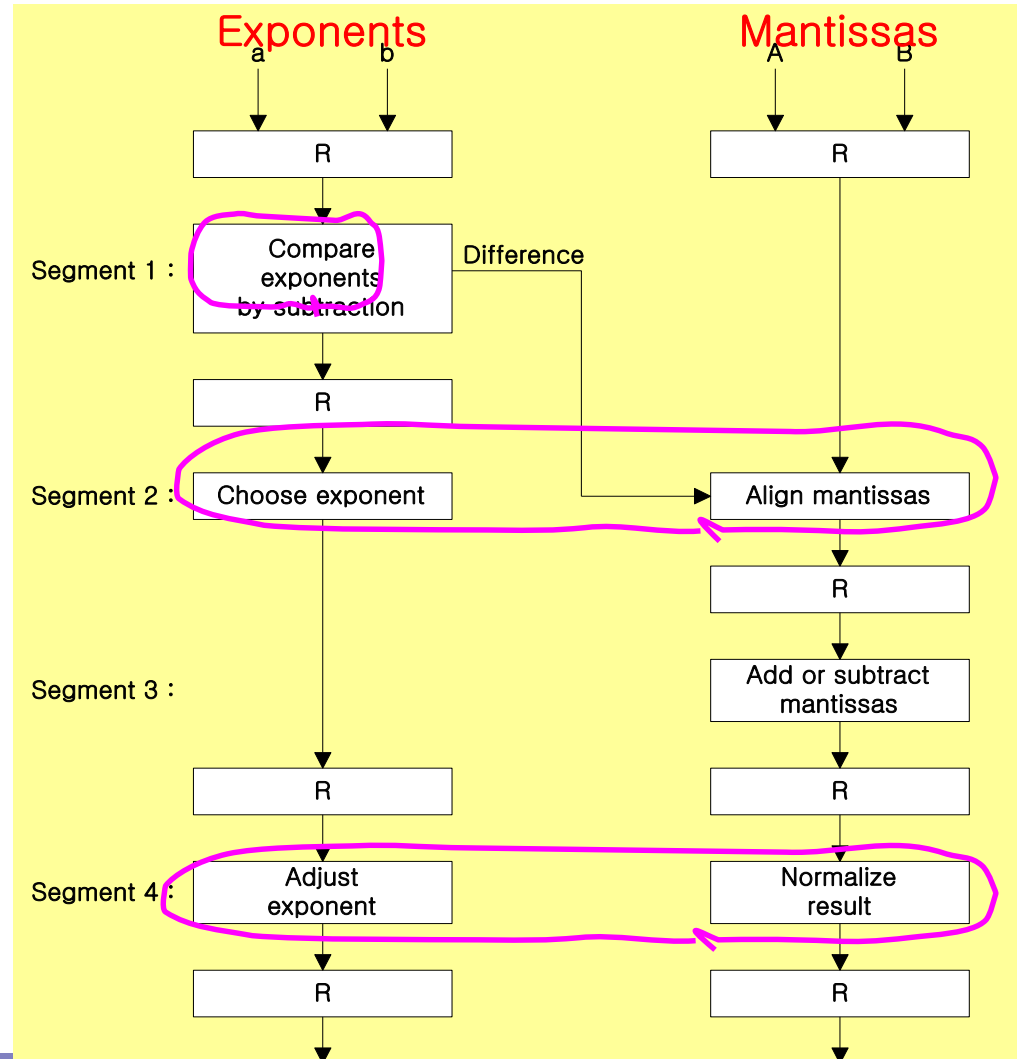 Exponents
Mantissas
a
b
A
B
R
R
Segment 1 :
Compare
exponents
by subtraction
Difference
R
Segment 2 :
Choose exponent
Align mantissas
R
Segment 3 :
Add or subtract
mantissas
R
R
Segment 4 :
Adjust
exponent
Normalize
result
R
R